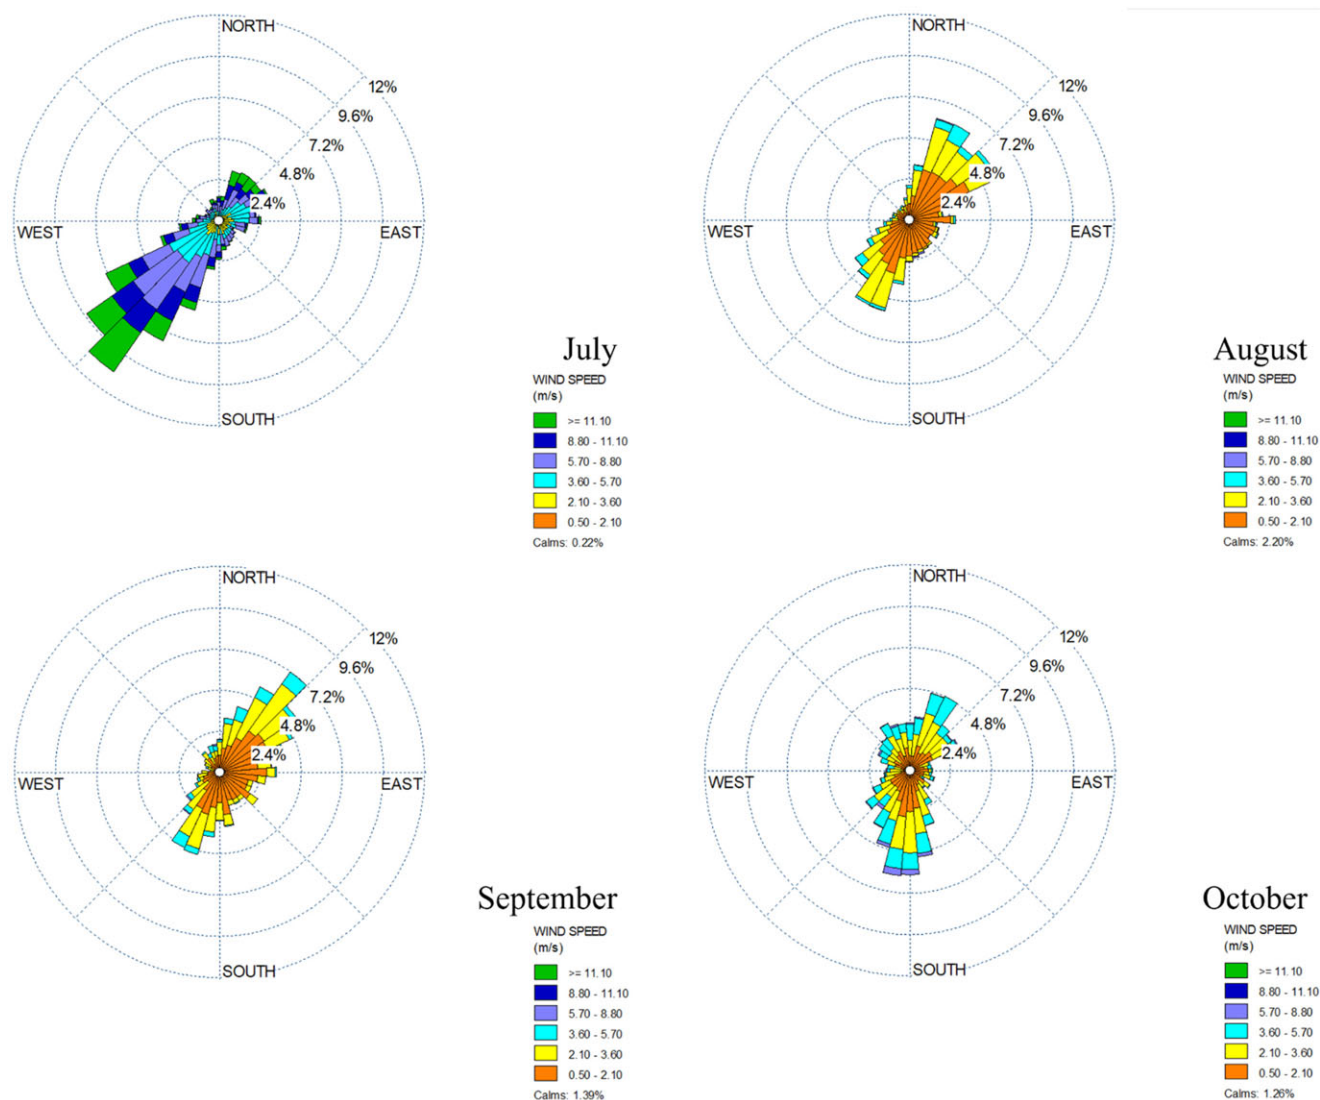 NORTH
12%
9.6%
7.2%
4.8%
2.4%
WEST
EAST
SOUTH
July
WIND SPEED
(m/s)
>= 11.10
8.80 - 11.10
5.70 - 8.80
3.60 - 5.70
2.10 - 3.60
0.50 - 2.10
Calms: 0.22%
NORTH
12%
9.6%
7.2%
4.8%
2.4%
WEST
EAST
SOUTH
August
WIND SPEED
(m/s)
>= 11.10
8.80 - 11.10
5.70 - 8.80
3.60 - 5.70
2.10 - 3.60
0.50 - 2.10
Calms: 2.20%
NORTH
12%
9.6%
7.2%
4.8%
2.4%
WEST
EAST
SOUTH
September
WIND SPEED
(m/s)
>= 11.10
8.80 - 11.10
5.70 - 8.80
3.60 - 5.70
2.10 - 3.60
0.50 - 2.10
Calms: 1.39%
NORTH
12%
9.6%
7.2%
4.8%
2.4%
WEST
EAST
SOUTH
October
WIND SPEED
(m/s)
>= 11.10
8.80 - 11.10
5.70 - 8.80
3.60 - 5.70
2.10 - 3.60
0.50 - 2.10
Calms: 1.26%